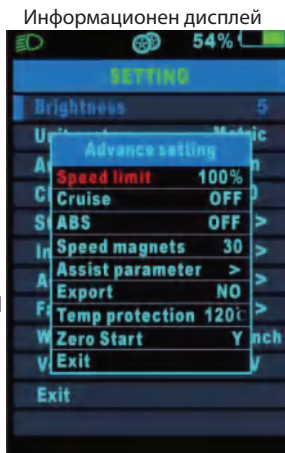 Информационен дисплей
54%
SETTING
Brightness 5
Advance setting
Speed limit 100%
Cruise OFF
ABS OFF
Speed magnets 30
Assist parameter >
Export NO
Temp protection 120℃
Zero Start Y
Exit
Exit